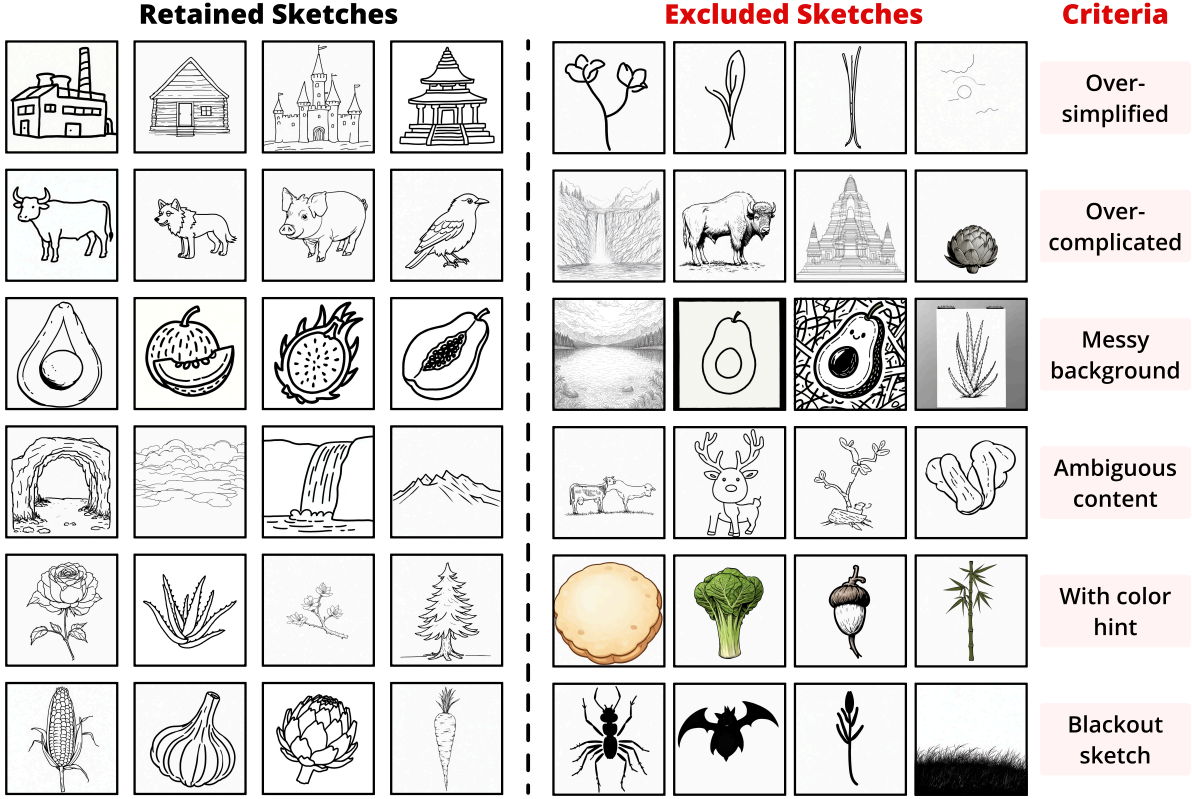 Retained Sketches
Excluded Sketches
Criteria
Over-
simplified
Over-
complicated
Messy
background
Ambiguous
content
With color
hint
Blackout
sketch